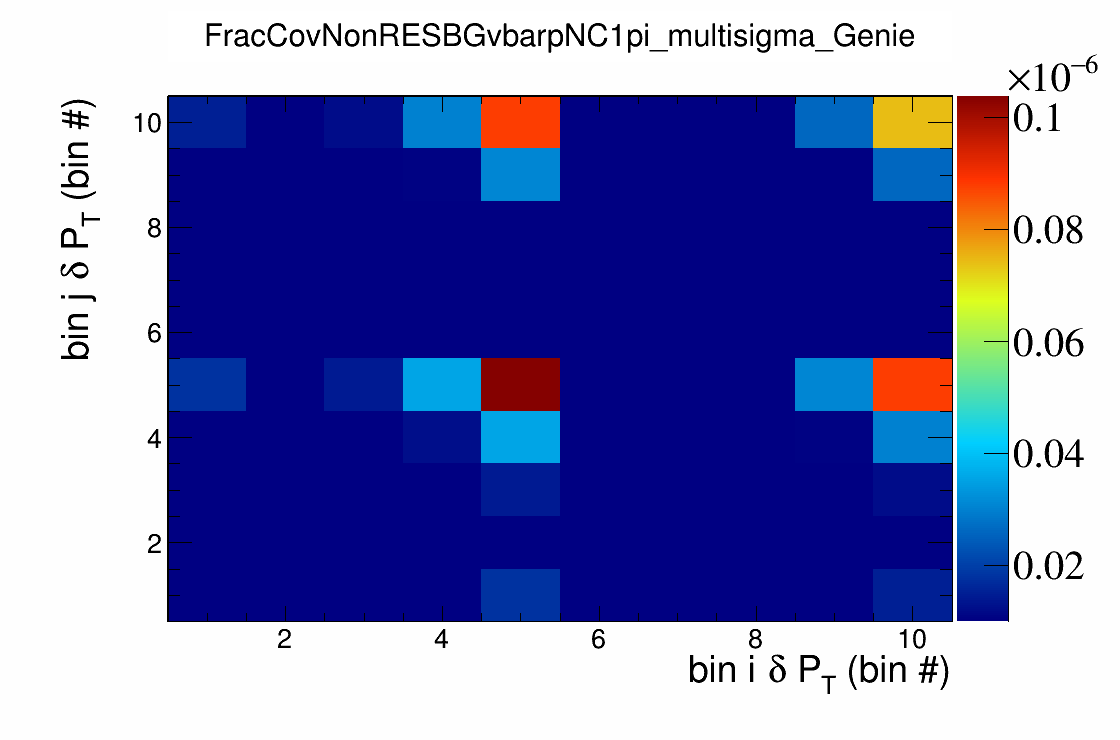 FracCovNonRESBGvbarpNC1pi_multisigma_Genie
×10⁻⁶
bin j δ P_T (bin #)
10
8
6
4
2
0.1
0.08
0.06
0.04
0.02
2 4 6 8 10
bin i δ P_T (bin #)